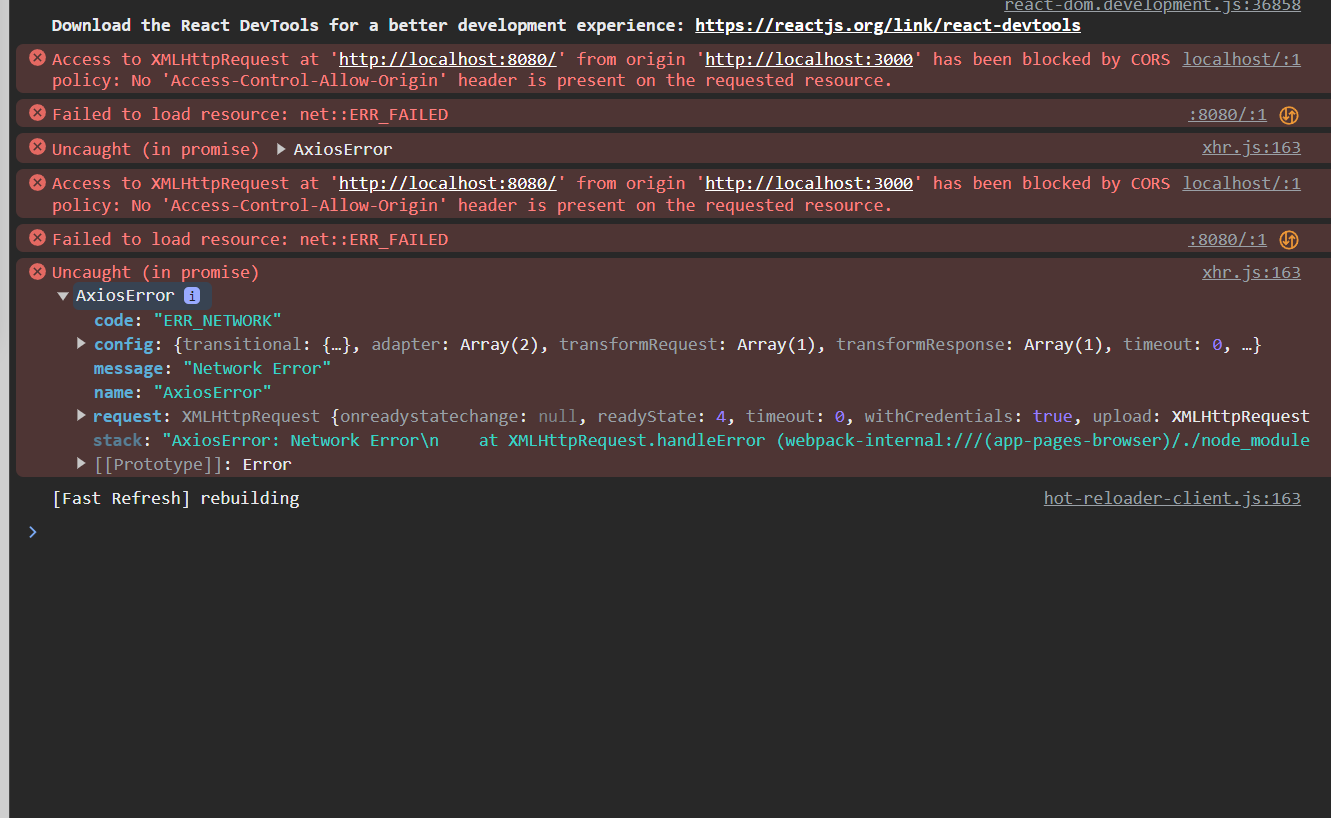 react-dom.development.js:36858
Download the React DevTools for a better development experience: https://reactjs.org/link/react-devtools
Access to XMLHttpRequest at 'http://localhost:8080/' from origin 'http://localhost:3000' has been blocked by CORS localhost/:1
policy: No 'Access-Control-Allow-Origin' header is present on the requested resource.
Failed to load resource: net::ERR_FAILED :8080/:1
Uncaught (in promise) ▶ AxiosError xhr.js:163
Access to XMLHttpRequest at 'http://localhost:8080/' from origin 'http://localhost:3000' has been blocked by CORS localhost/:1
policy: No 'Access-Control-Allow-Origin' header is present on the requested resource.
Failed to load resource: net::ERR_FAILED :8080/:1
Uncaught (in promise) xhr.js:163
▼ AxiosError i
code: "ERR_NETWORK"
▶ config: {transitional: {…}, adapter: Array(2), transformRequest: Array(1), transformResponse: Array(1), timeout: 0, …}
message: "Network Error"
name: "AxiosError"
▶ request: XMLHttpRequest {onreadystatechange: null, readyState: 4, timeout: 0, withCredentials: true, upload: XMLHttpRequest
stack: "AxiosError: Network Error\n    at XMLHttpRequest.handleError (webpack-internal:///(app-pages-browser)/./node_module
▶ [[Prototype]]: Error
[Fast Refresh] rebuilding hot-reloader-client.js:163